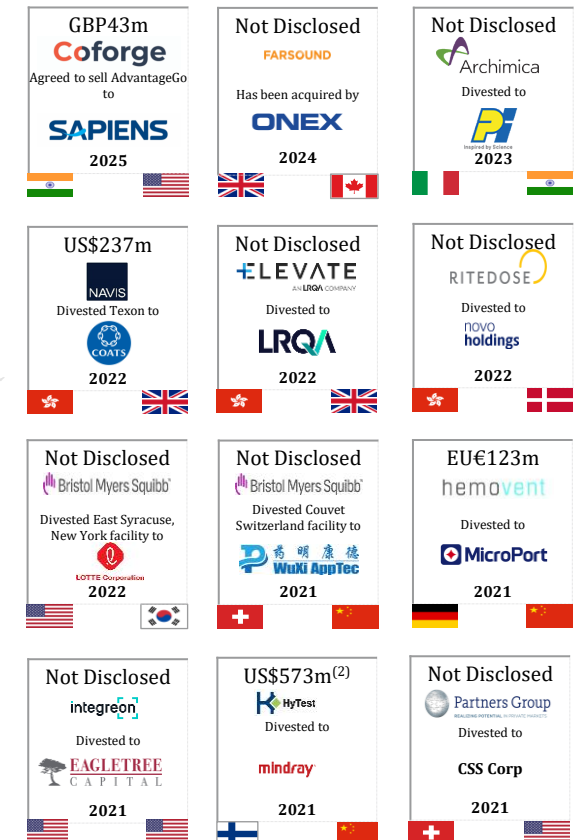 GBP43m
Coforge
Agreed to sell AdvantageGo
to
SAPIENS
2025
Not Disclosed
FARSOUND
Has been acquired by
ONEX
2024
Not Disclosed
Archimica
Divested to
Pi
Inspired by Science
2023
US$237m
NAVIS
Divested Texon to
COATS
2022
Not Disclosed
ELEVATE
AN LRQA COMPANY
Divested to
LRQA
2022
Not Disclosed
RITEDOSE
Divested to
novo
holdings
2022
Not Disclosed
Bristol Myers Squibb
Divested East Syracuse,
New York facility to
LOTTE Corporation
2022
Not Disclosed
Bristol Myers Squibb
Divested Couvet
Switzerland facility to
药明康德
WuXi AppTec
2021
EU€123m
hemovent
Divested to
MicroPort
2021
Not Disclosed
integreon
Divested to
EAGLETREE
CAPITAL
2021
US$573m(2)
HyTest
Divested to
mindray
2021
Not Disclosed
Partners Group
REALIZING POTENTIAL IN PRIVATE MARKETS
Divested to
CSS Corp
2021